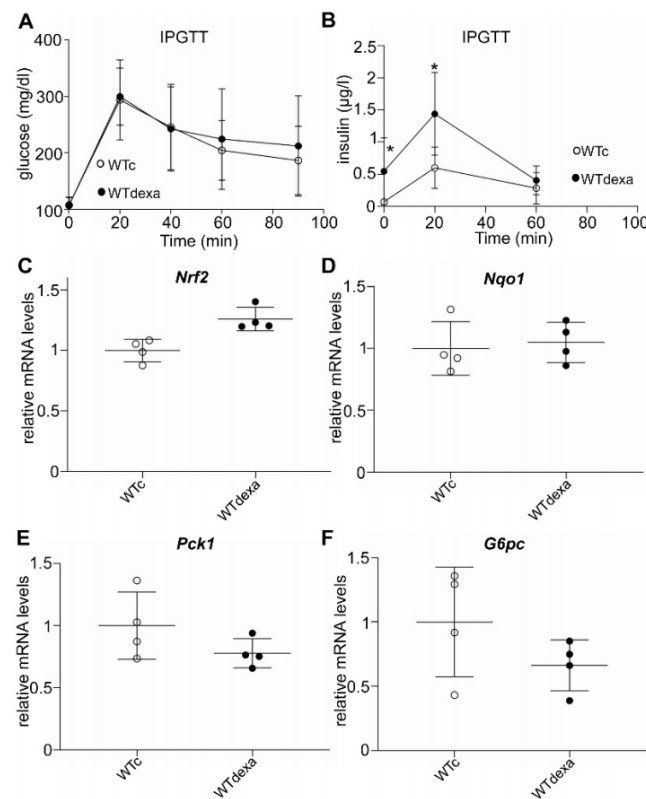 A
IPGTT
glucose (mg/dl)
400
300
200
100
0
20
40
60
80
100
Time (min)
WTc
WTdexa
B
IPGTT
insulin (µg/l)
2.5
2
1.5
1
0.5
0
*
*
0
20
40
60
80
100
Time (min)
WTc
WTdexa
C
Nrf2
relative mRNA levels
1.5
1
0.5
0
WTc
WTdexa
D
Nqo1
relative mRNA levels
1.5
1
0.5
0
WTc
WTdexa
E
Pck1
relative mRNA levels
1.5
1
0.5
0
WTc
WTdexa
F
G6pc
relative mRNA levels
1.5
1
0.5
0
WTc
WTdexa